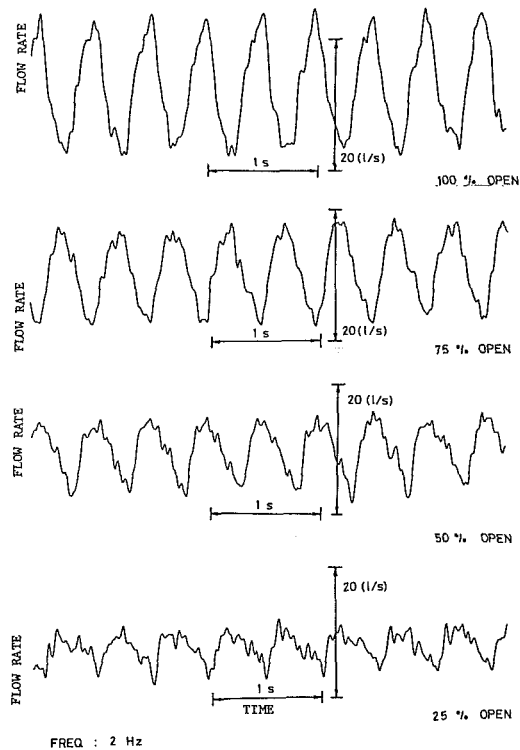 FLOW RATE
1 s
20 (l/s)
100 % OPEN
FLOW RATE
1 s
20 (l/s)
75 % OPEN
FLOW RATE
20 (l/s)
1 s
50 % OPEN
FLOW RATE
20 (l/s)
1 s
TIME
25 % OPEN
FREQ : 2 Hz